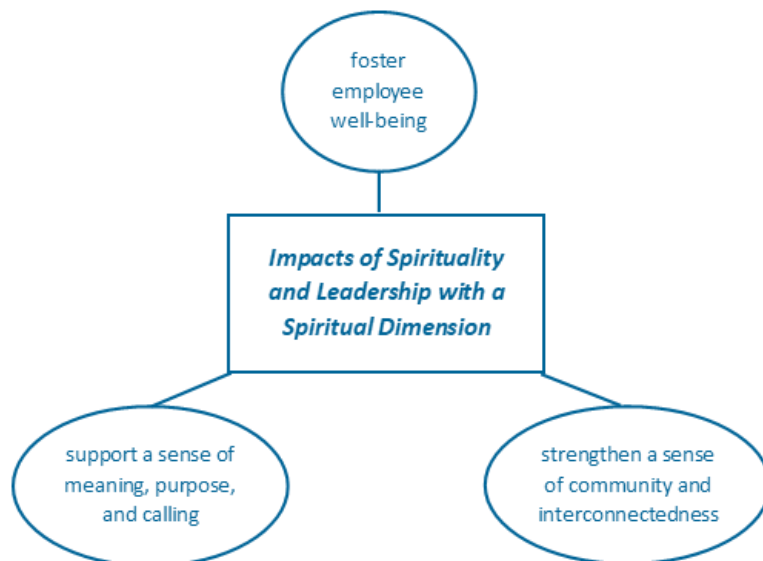 foster
employee
well-being
Impacts of Spirituality
and Leadership with a
Spiritual Dimension
support a sense of
meaning, purpose,
and calling
strengthen a sense
of community and
interconnectedness